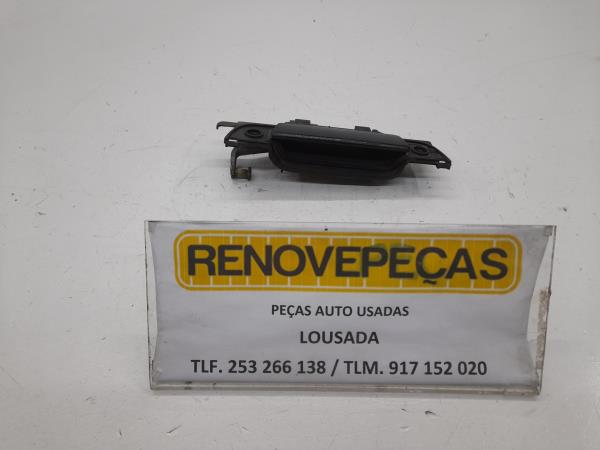 RENOVEPEÇAS
PEÇAS AUTO USADAS
LOUSADA
TLF. 253 266 138 / TLM. 917 152 020